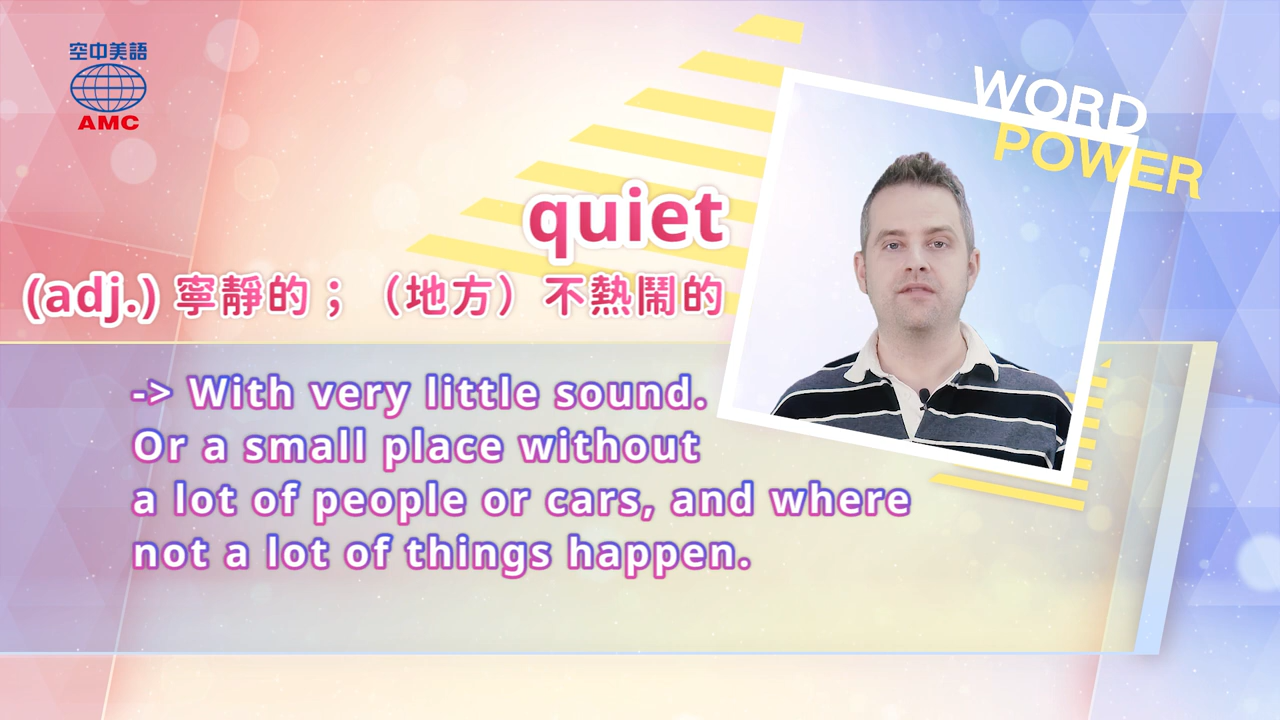 空中美語
AMC
WORD
POWER
quiet
(adj.) 寧靜的；（地方）不熱鬧的
-> With very little sound.
Or a small place without
a lot of people or cars, and where
not a lot of things happen.